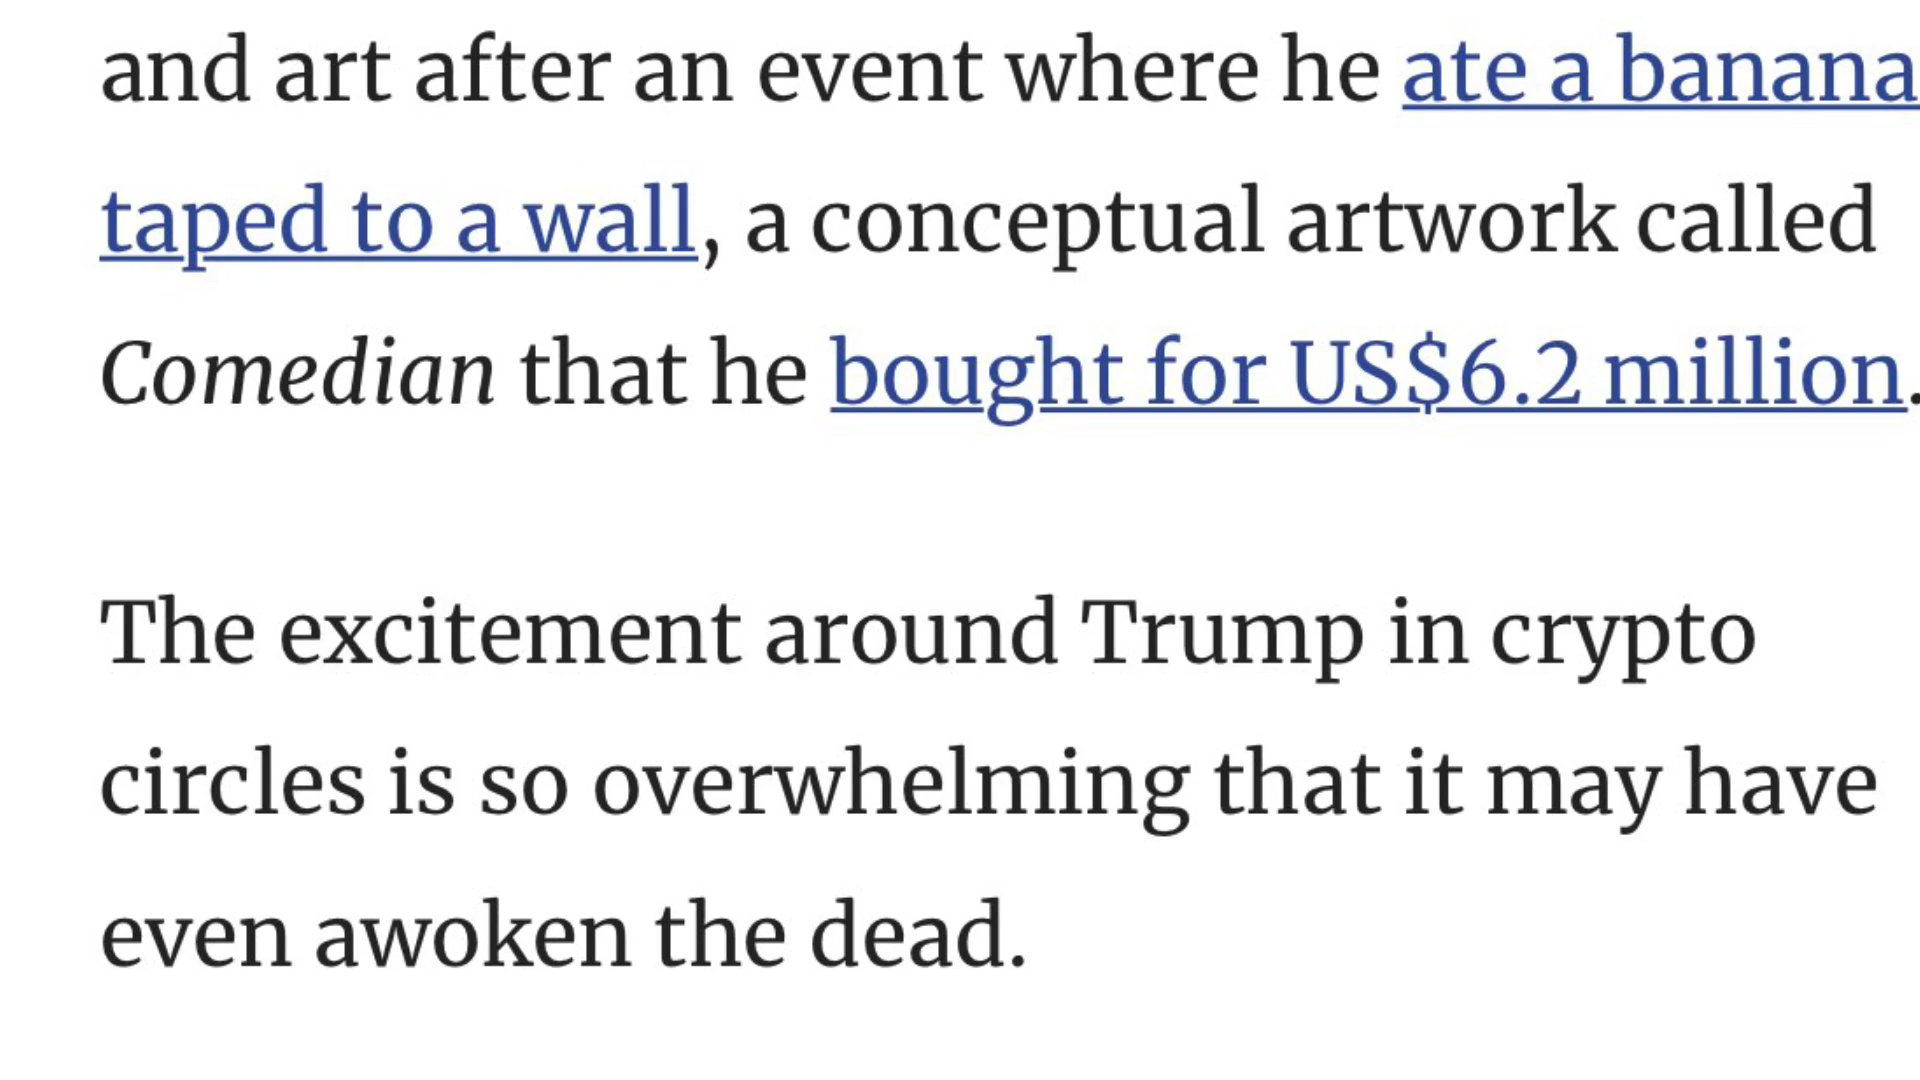 and art after an event where he ate a banana
taped to a wall, a conceptual artwork called
Comedian that he bought for US$6.2 million.
The excitement around Trump in crypto
circles is so overwhelming that it may have
even awoken the dead.